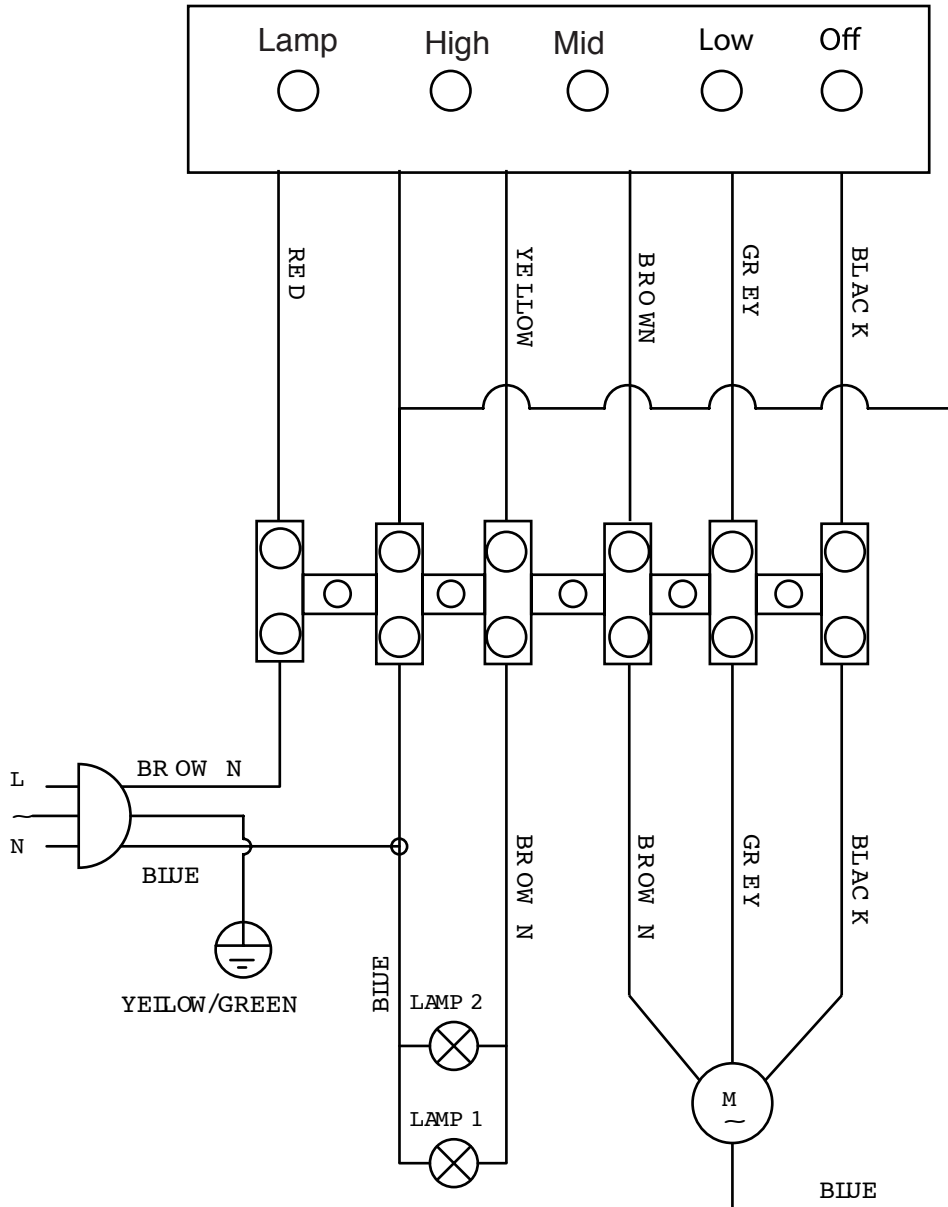 Lamp High Mid Low Off
RED
YELLOW
BROWN
GREY
BLACK
L
~
N
BROWN
BLUE
YELLOW/GREEN
BLUE
BROWN
LAMP 2
LAMP 1
BROWN
GREY
BLACK
M
~
BLUE